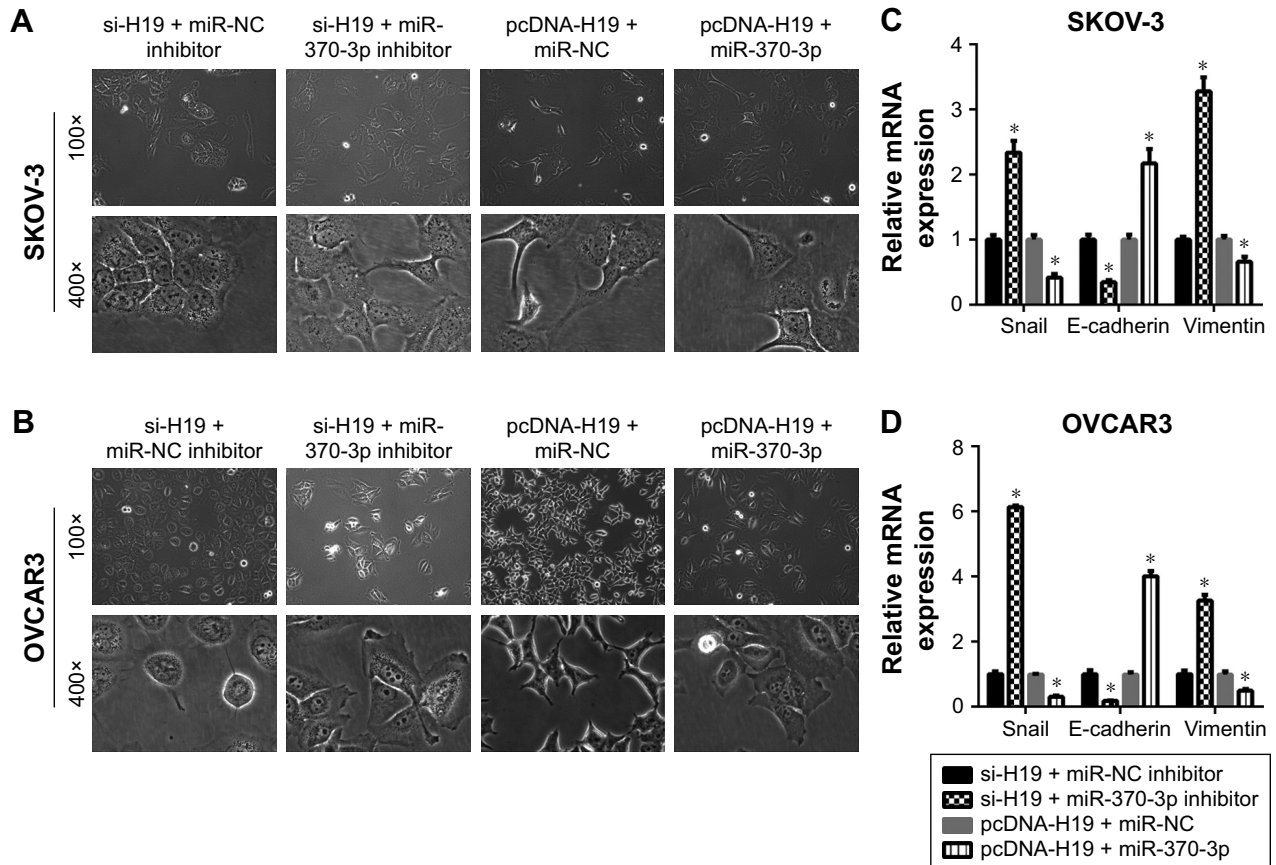 A
si-H19 + miR-NC
inhibitor
si-H19 + miR-
370-3p inhibitor
pcDNA-H19 +
miR-NC
pcDNA-H19 +
miR-370-3p
SKOV-3
100×
400×
B
si-H19 +
miR-NC inhibitor
si-H19 + miR-
370-3p inhibitor
pcDNA-H19 +
miR-NC
pcDNA-H19 +
miR-370-3p
OVCAR3
100×
400×
C
SKOV-3
Relative mRNA
expression
4
3
2
1
0
* * * * * *
Snail E-cadherin Vimentin
D
OVCAR3
Relative mRNA
expression
8
6
4
2
0
* * * * * *
Snail E-cadherin Vimentin
si-H19 + miR-NC inhibitor
si-H19 + miR-370-3p inhibitor
pcDNA-H19 + miR-NC
pcDNA-H19 + miR-370-3p